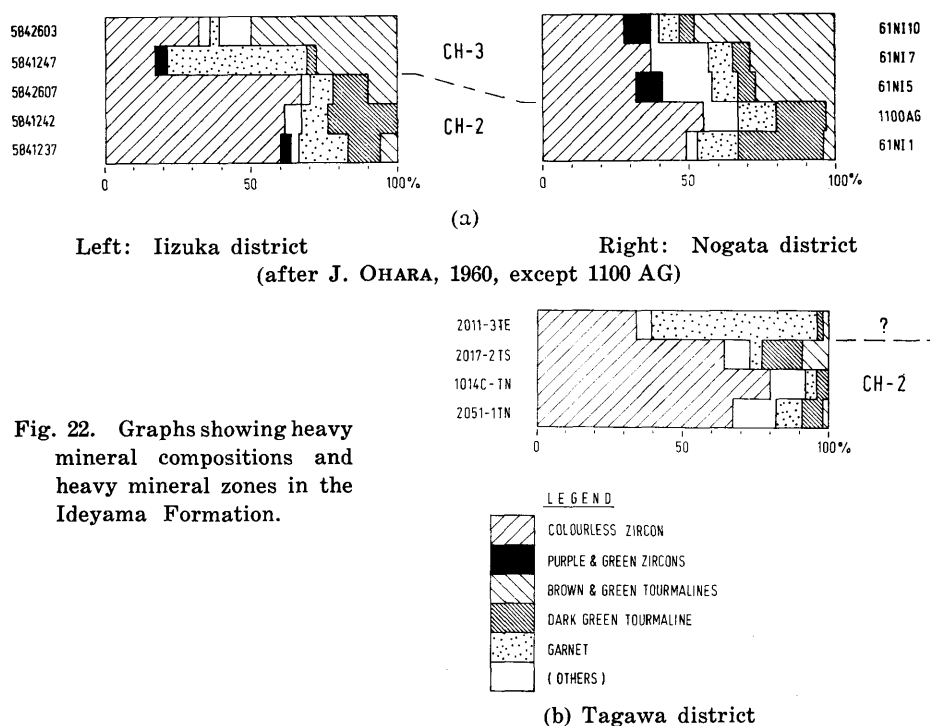 5842603
5841247
5842607
5841242
5841237
CH-3
CH-2
0 50 100%
61NI10
61NI7
61NI5
1100AG
61NI1
0 50 100%
(a)
Left: Iizuka district Right: Nogata district
(after J. OHARA, 1960, except 1100 AG)
2011-3TE
2017-2TS
1014C-TN
2051-1TN
?
CH-2
0 50 100%
Fig. 22. Graphs showing heavy
mineral compositions and
heavy mineral zones in the
Ideyama Formation.
LEGEND
COLOURLESS ZIRCON
PURPLE & GREEN ZIRCONS
BROWN & GREEN TOURMALINES
DARK GREEN TOURMALINE
GARNET
(OTHERS)
(b) Tagawa district